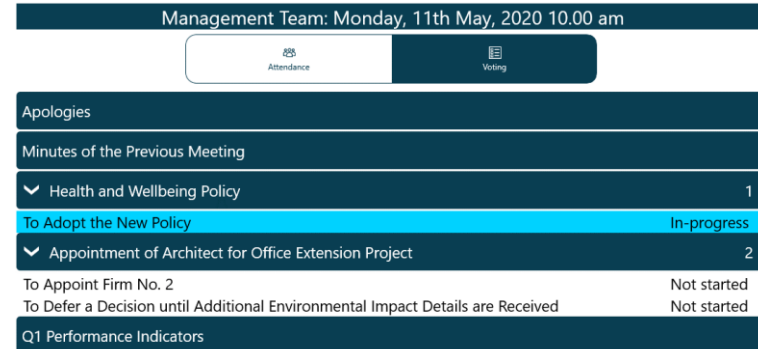 Management Team: Monday, 11th May, 2020 10.00 am
Attendance Voting
Apologies
Minutes of the Previous Meeting
Health and Wellbeing Policy 1
To Adopt the New Policy In-progress
Appointment of Architect for Office Extension Project 2
To Appoint Firm No. 2 Not started
To Defer a Decision until Additional Environmental Impact Details are Received Not started
Q1 Performance Indicators